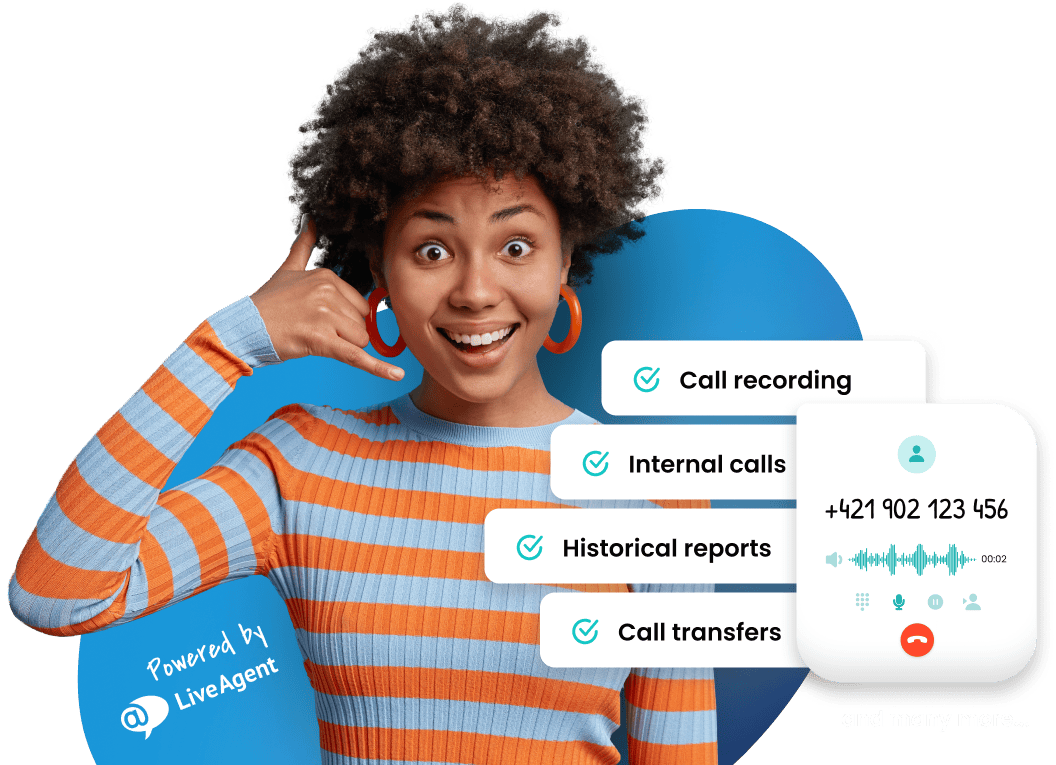 Call recording
Internal calls
Historical reports
Call transfers
+421 902 123 456
00:02
Powered by
LiveAgent